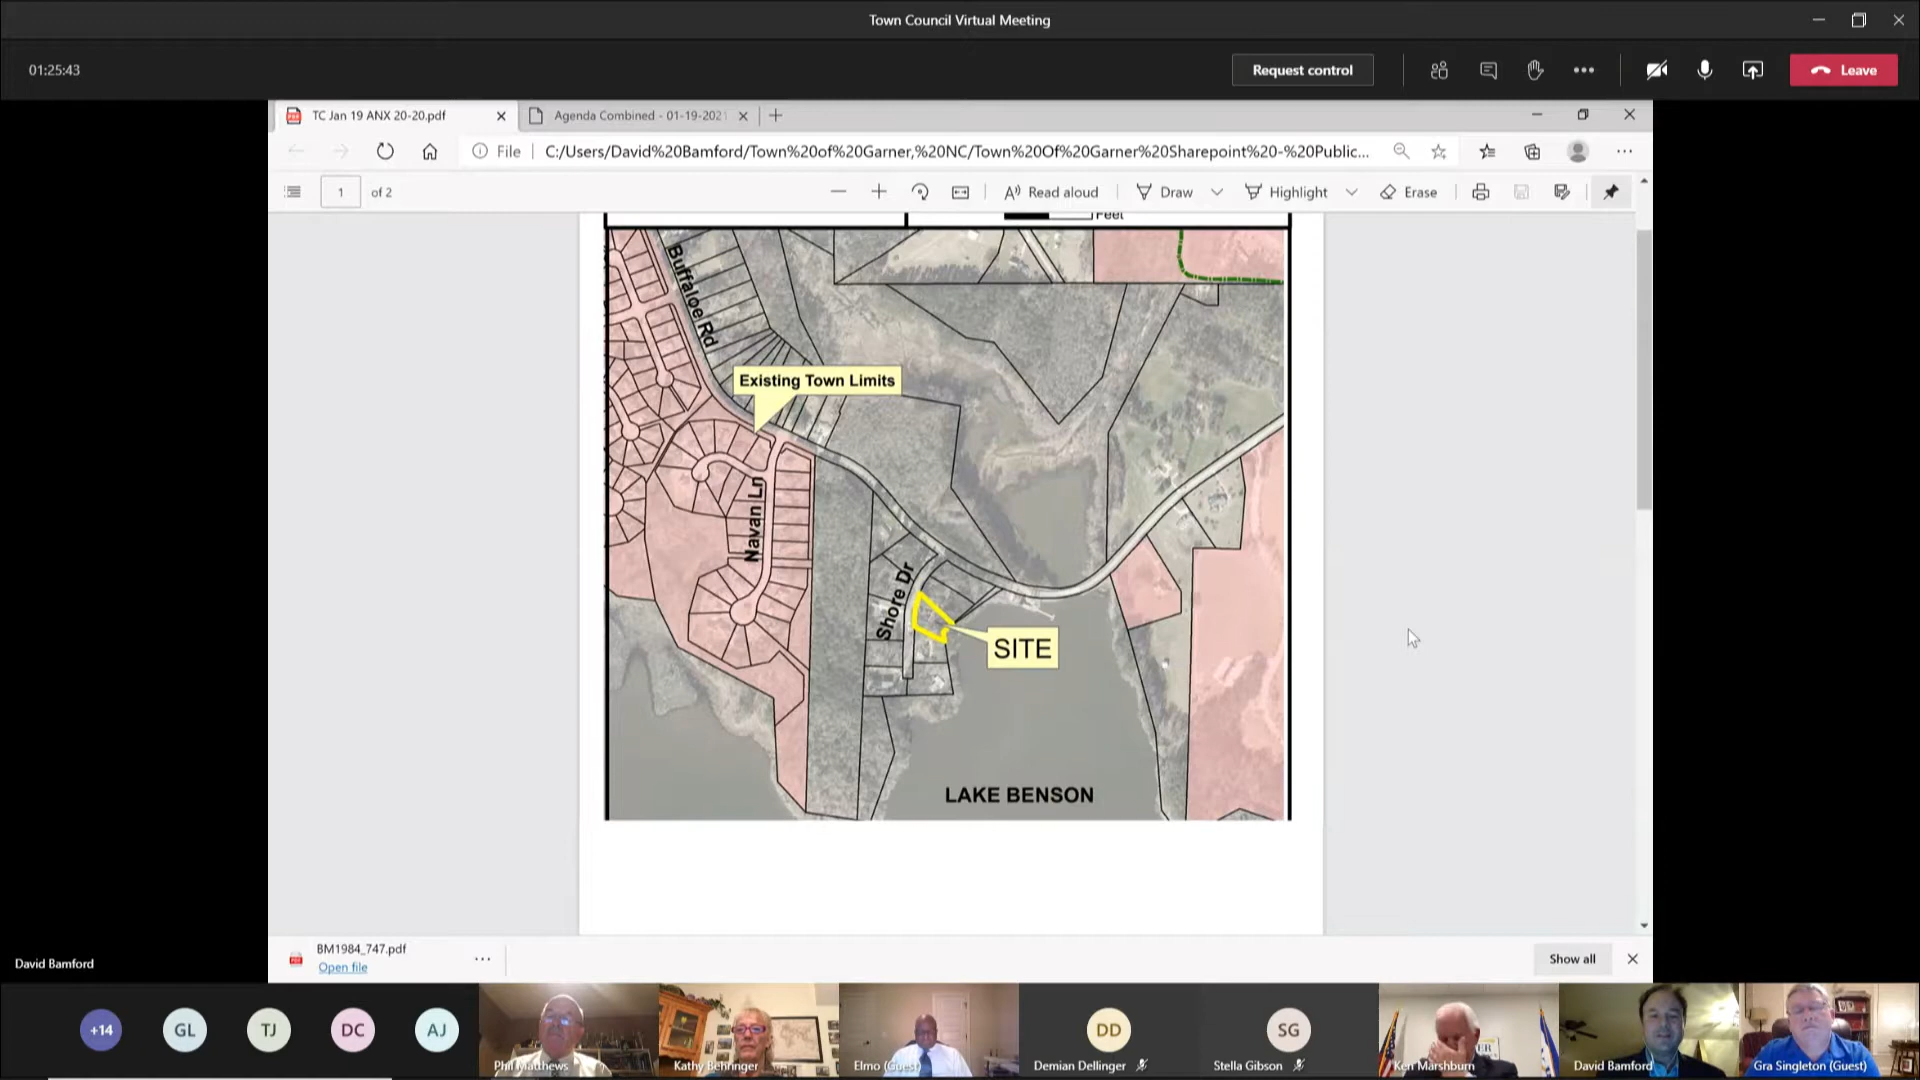 Town Council Virtual Meeting
01:25:43
Request control
Leave
TC Jan 19 ANX 20-20.pdf
Agenda Combined - 01-19-2021
File
C:/Users/David%20Bamford/Town%20of%20Garner,%20NC/Town%20Of%20Garner%20Sharepoint%20-%20Public...
1
of 2
Read aloud
Draw
Highlight
Erase
Feet
Buffaloe Rd
Existing Town Limits
Navan Ln
Shore Dr
SITE
LAKE BENSON
BM1984_747.pdf
Open file
Show all
David Bamford
+14
GL
TJ
DC
AJ
Phil Matthews
Kathy Behringer
Elmo (Guest)
DD
Demian Dellinger
SG
Stella Gibson
Ken Marshburn
David Bamford
Gra Singleton (Guest)